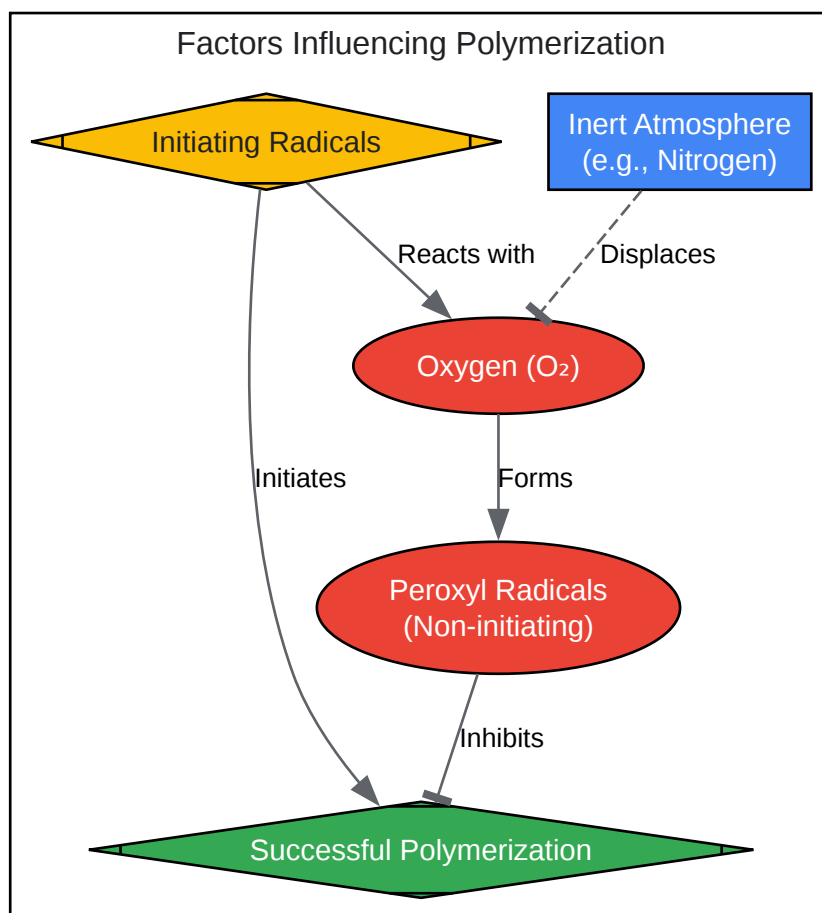 Factors Influencing Polymerization
Initiating Radicals
Inert Atmosphere
(e.g., Nitrogen)
Reacts with
Displaces
Oxygen (O₂)
Initiates
Forms
Peroxyl Radicals
(Non-initiating)
Inhibits
Successful Polymerization